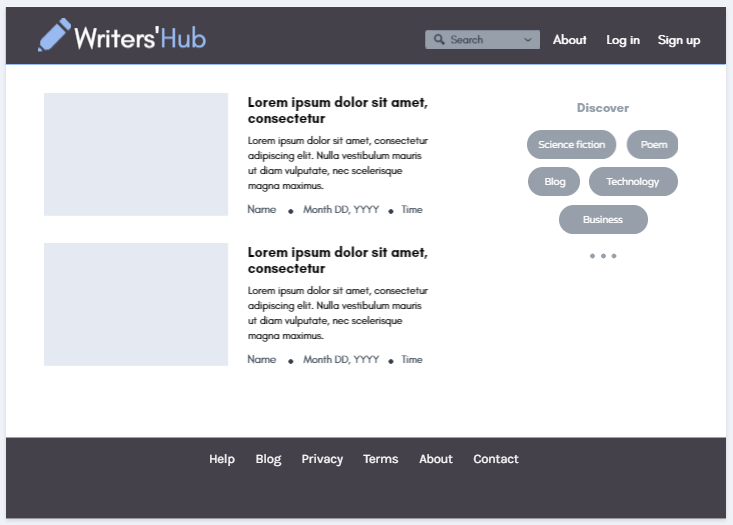 Writers'Hub
Search
About Log in Sign up
Lorem ipsum dolor sit amet,
consectetur
Lorem ipsum dolor sit amet, consectetur
adipiscing elit. Nulla vestibulum mauris
ut diam vulputate, nec scelerisque
magna maximus.
Name • Month DD, YYYY • Time
Lorem ipsum dolor sit amet,
consectetur
Lorem ipsum dolor sit amet, consectetur
adipiscing elit. Nulla vestibulum mauris
ut diam vulputate, nec scelerisque
magna maximus.
Name • Month DD, YYYY • Time
Discover
Science fiction Poem
Blog Technology
Business
Help Blog Privacy Terms About Contact